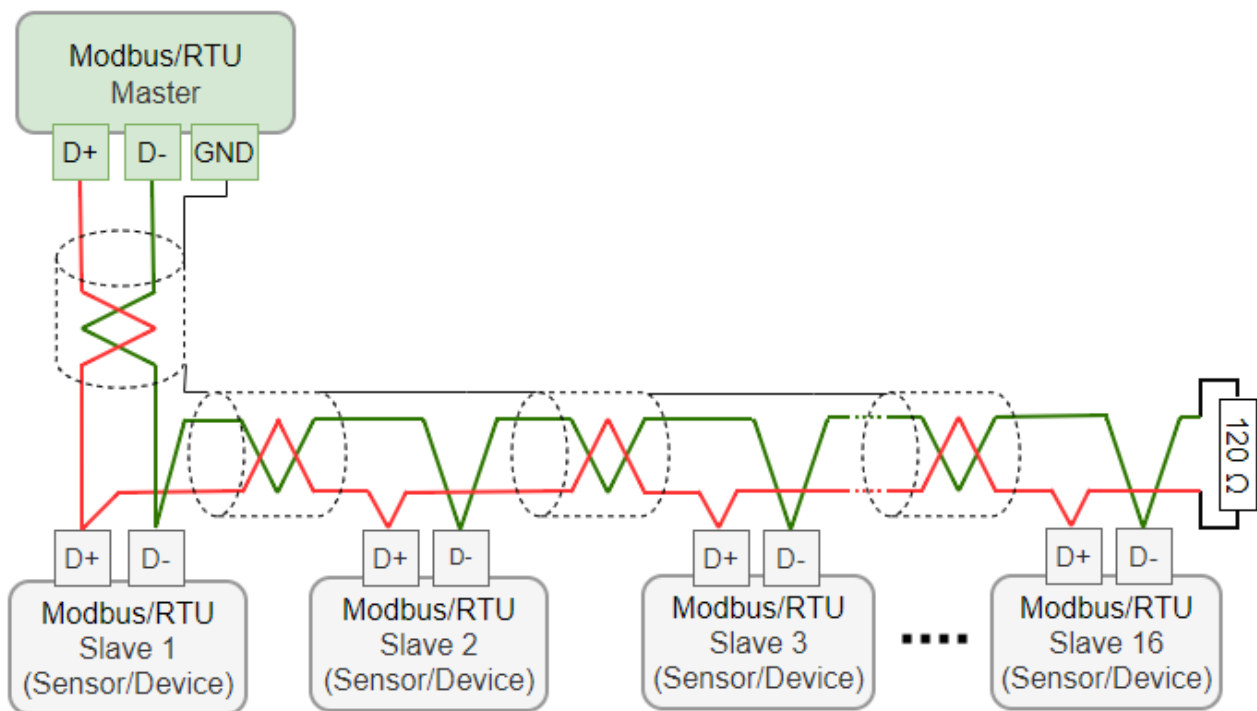 Modbus/RTU
Master
D+ D- GND
120 Ω
D+ D- D+ D- D+ D- D+ D-
Modbus/RTU
Slave 1
(Sensor/Device)
Modbus/RTU
Slave 2
(Sensor/Device)
Modbus/RTU
Slave 3
(Sensor/Device)
Modbus/RTU
Slave 16
(Sensor/Device)